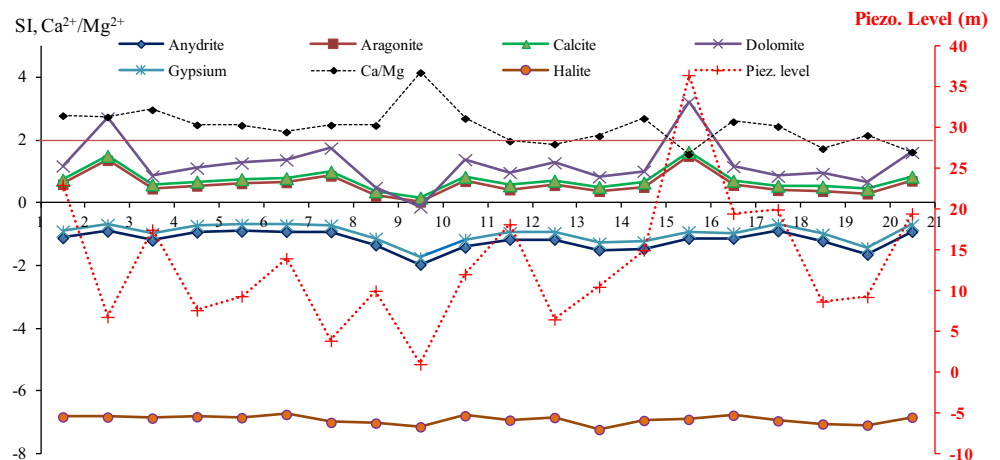 SI, Ca²⁺/Mg²⁺
Piezo. Level (m)
Anydrite
Aragonite
Calcite
Dolomite
Gypsium
Ca/Mg
Halite
Piez. level
4
2
0
-2
-4
-6
-8
40
35
30
25
20
15
10
5
0
-5
-10
1 2 3 4 5 6 7 8 9 10 11 12 13 14 15 16 17 18 19 20 21